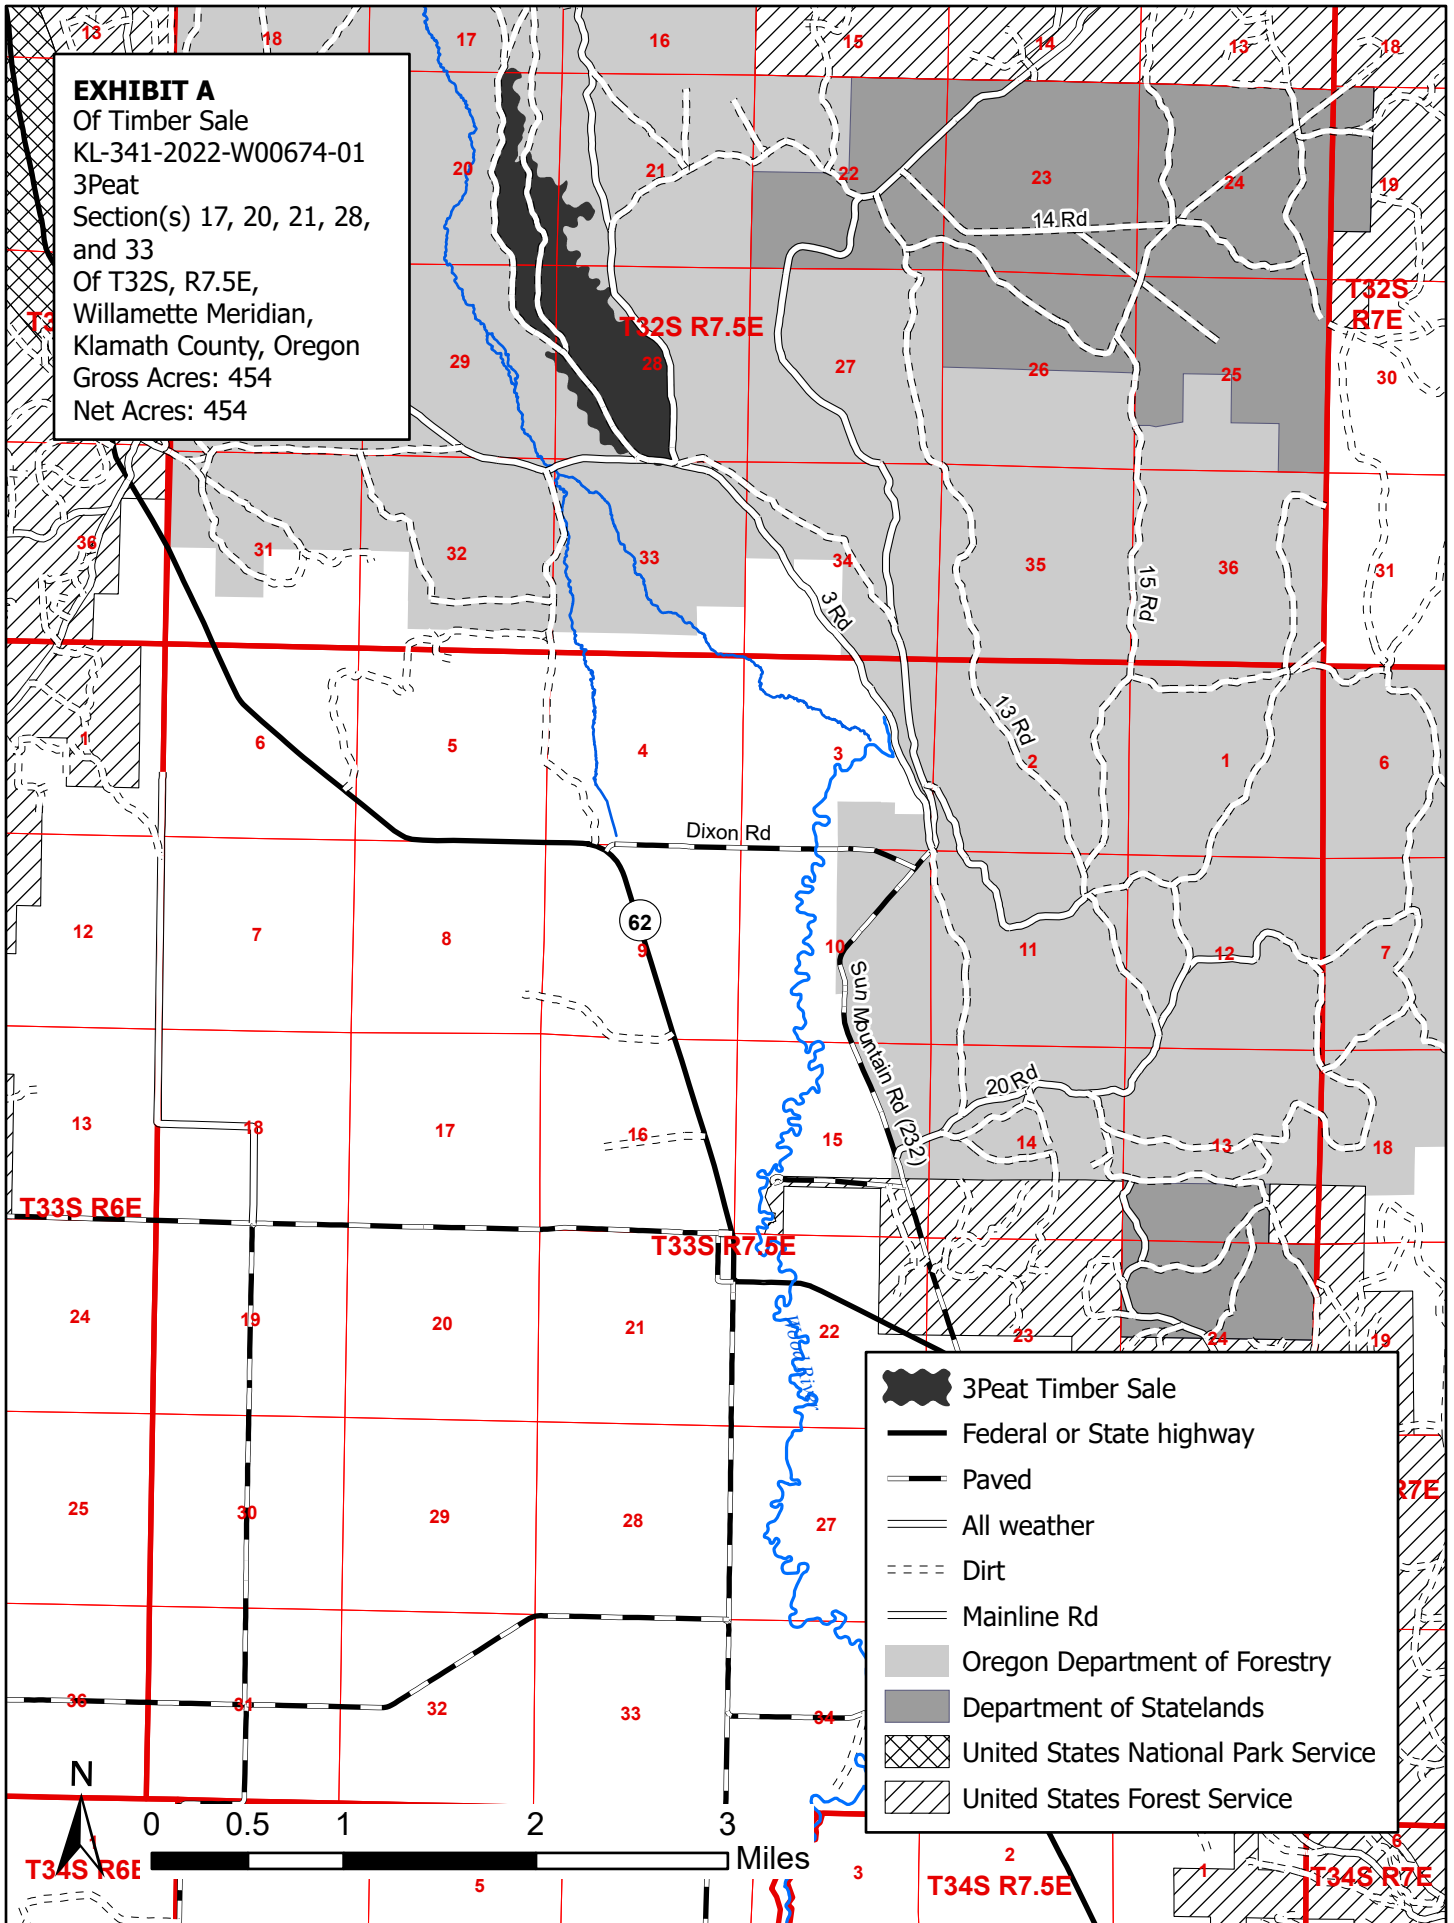 13
18
17
16
15
14
13
18
EXHIBIT A
Of Timber Sale
KL-341-2022-W00674-01
3Peat
Section(s) 17, 20, 21, 28,
and 33
Of T32S, R7.5E,
Willamette Meridian,
Klamath County, Oregon
Gross Acres: 454
Net Acres: 454
20
21
22
23
24
19
14 Rd
T32S R7.5E
T32S
R7E
29
28
27
26
25
30
36
31
32
33
34
35
36
31
3 Rd
15 Rd
13 Rd
1
6
5
4
3
2
1
6
Dixon Rd
62
12
7
8
9
10
11
12
7
Sun Mountain Rd (232)
20 Rd
13
18
17
16
15
14
13
18
T33S R6E
T33S R7.5E
24
19
20
21
22
23
24
19
Wood River
3Peat Timber Sale
Federal or State highway
Paved
All weather
Dirt
Mainline Rd
Oregon Department of Forestry
Department of Statelands
United States National Park Service
United States Forest Service
R7E
25
30
29
28
27
36
31
32
33
34
N
0 0.5 1 2 3
Miles
1
T34S R6E
5
3
2
T34S R7.5E
1
6
T34S R7E